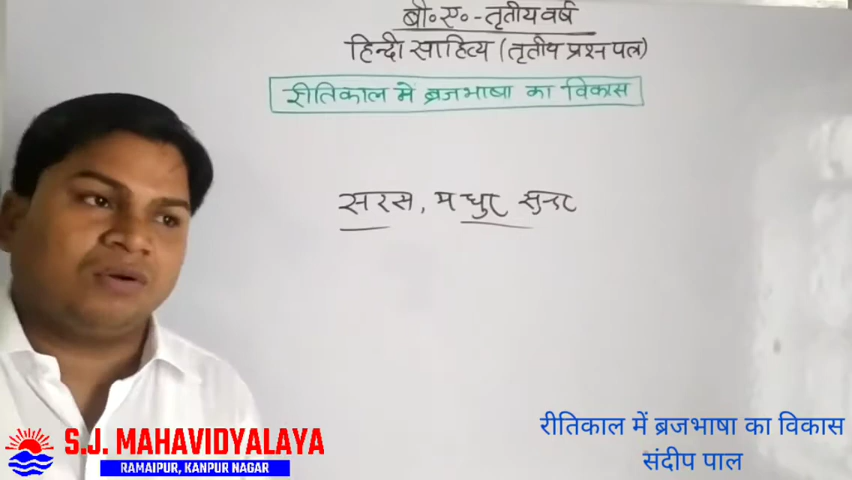 बी०ए०-तृतीय वर्ष
हिन्दी साहित्य (तृतीय प्रश्न पत्र)
रीतिकाल में ब्रजभाषा का विकास
सरस, मधुर सुन्दर
रीतिकाल में ब्रजभाषा का विकास
संदीप पाल
S.J. MAHAVIDYALAYA
RAMAIPUR, KANPUR NAGAR